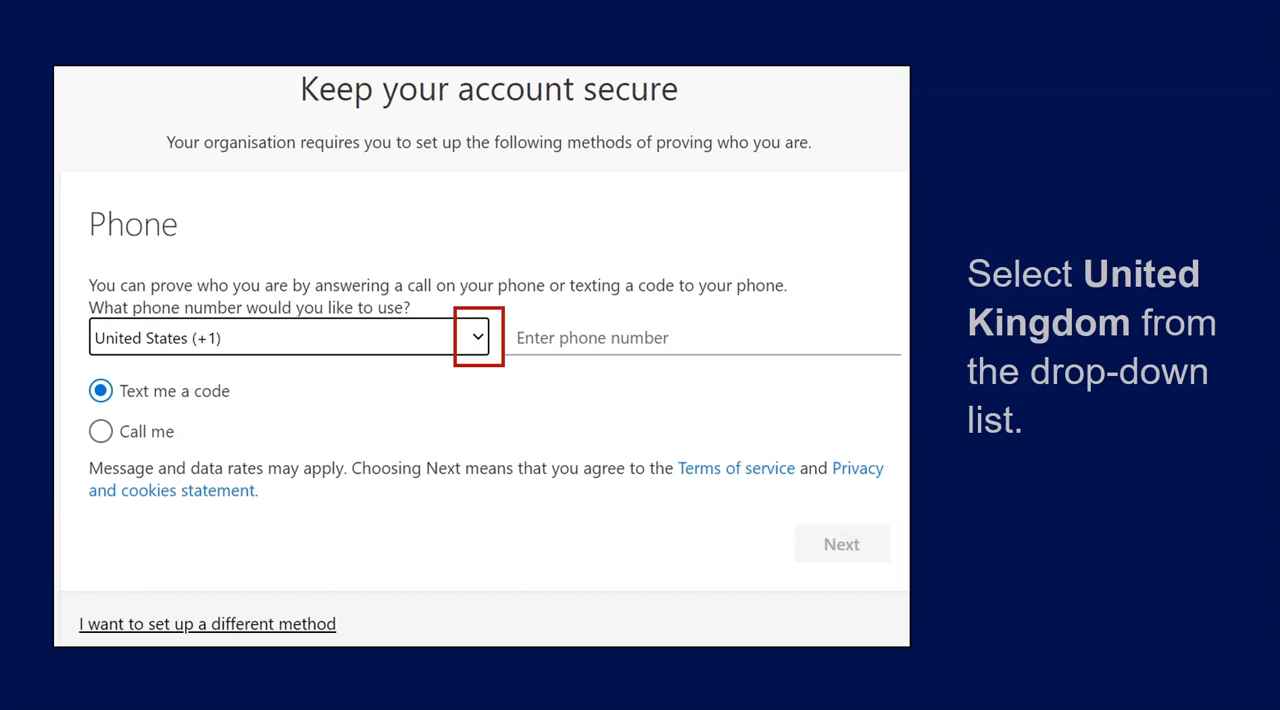 Keep your account secure
Your organisation requires you to set up the following methods of proving who you are.
Phone
You can prove who you are by answering a call on your phone or texting a code to your phone.
What phone number would you like to use?
United States (+1)
Enter phone number
Text me a code
Call me
Message and data rates may apply. Choosing Next means that you agree to the Terms of service and Privacy
and cookies statement.
Next
I want to set up a different method
Select United
Kingdom from
the drop-down
list.